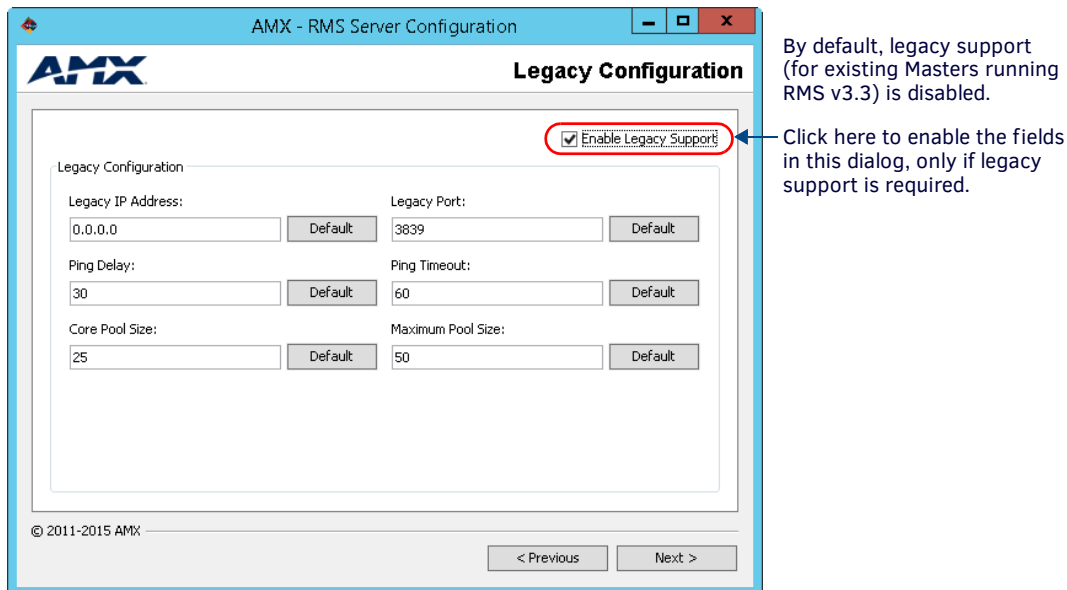 AMX - RMS Server Configuration
AMX
Legacy Configuration
Enable Legacy Support
Legacy Configuration
Legacy IP Address:
0.0.0.0
Default
Legacy Port:
3839
Default
Ping Delay:
30
Default
Ping Timeout:
60
Default
Core Pool Size:
25
Default
Maximum Pool Size:
50
Default
© 2011-2015 AMX
< Previous
Next >
By default, legacy support
(for existing Masters running
RMS v3.3) is disabled.
Click here to enable the fields
in this dialog, only if legacy
support is required.